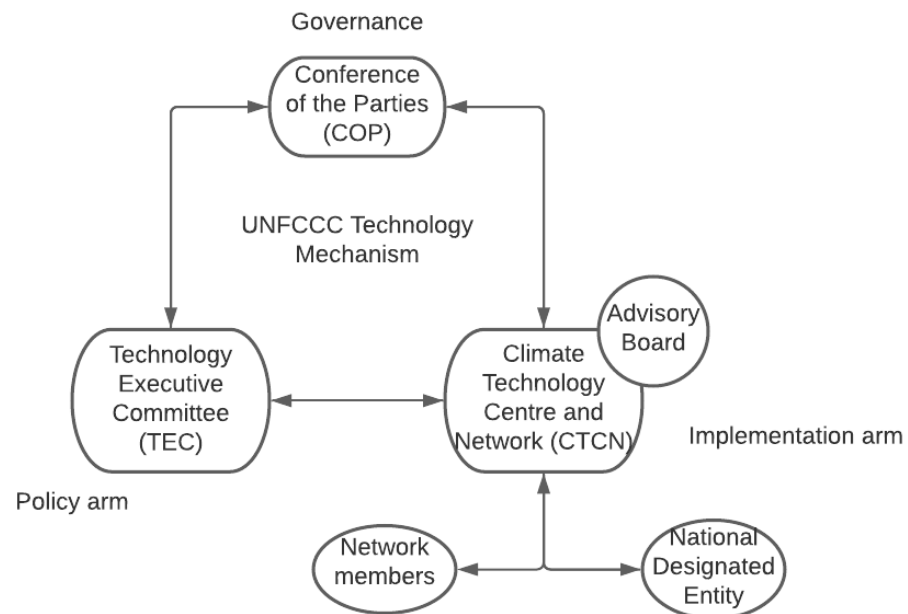 Governance
Conference
of the Parties
(COP)
UNFCCC Technology
Mechanism
Technology
Executive
Committee
(TEC)
Policy arm
Climate
Technology
Centre and
Network (CTCN)
Advisory
Board
Implementation arm
Network
members
National
Designated
Entity